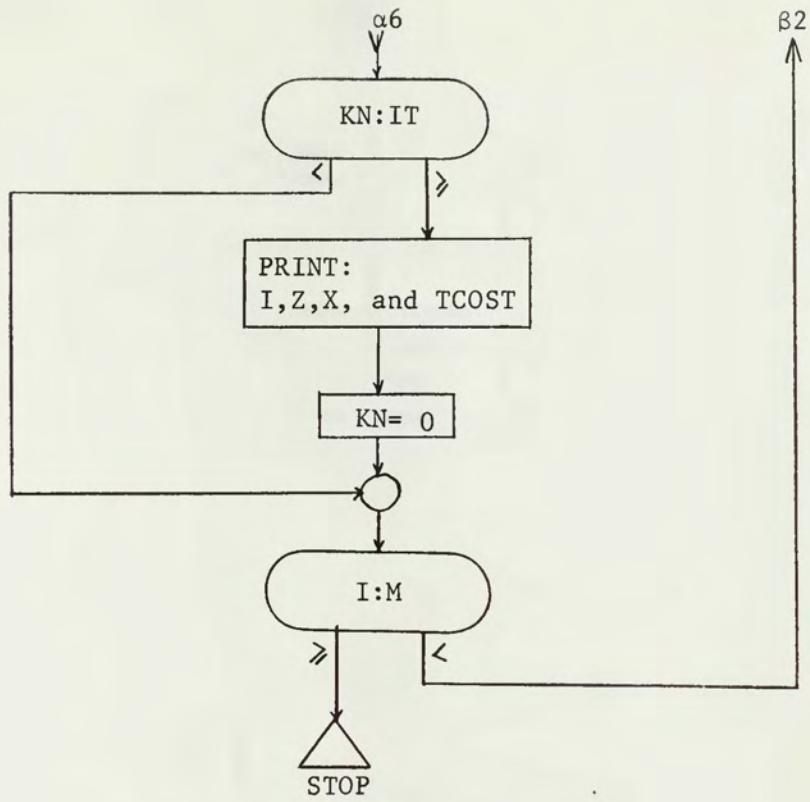 α6
β2
KN:IT
<
≥
PRINT:
I,Z,X, and TCOST
KN= 0
I:M
≥
<
STOP